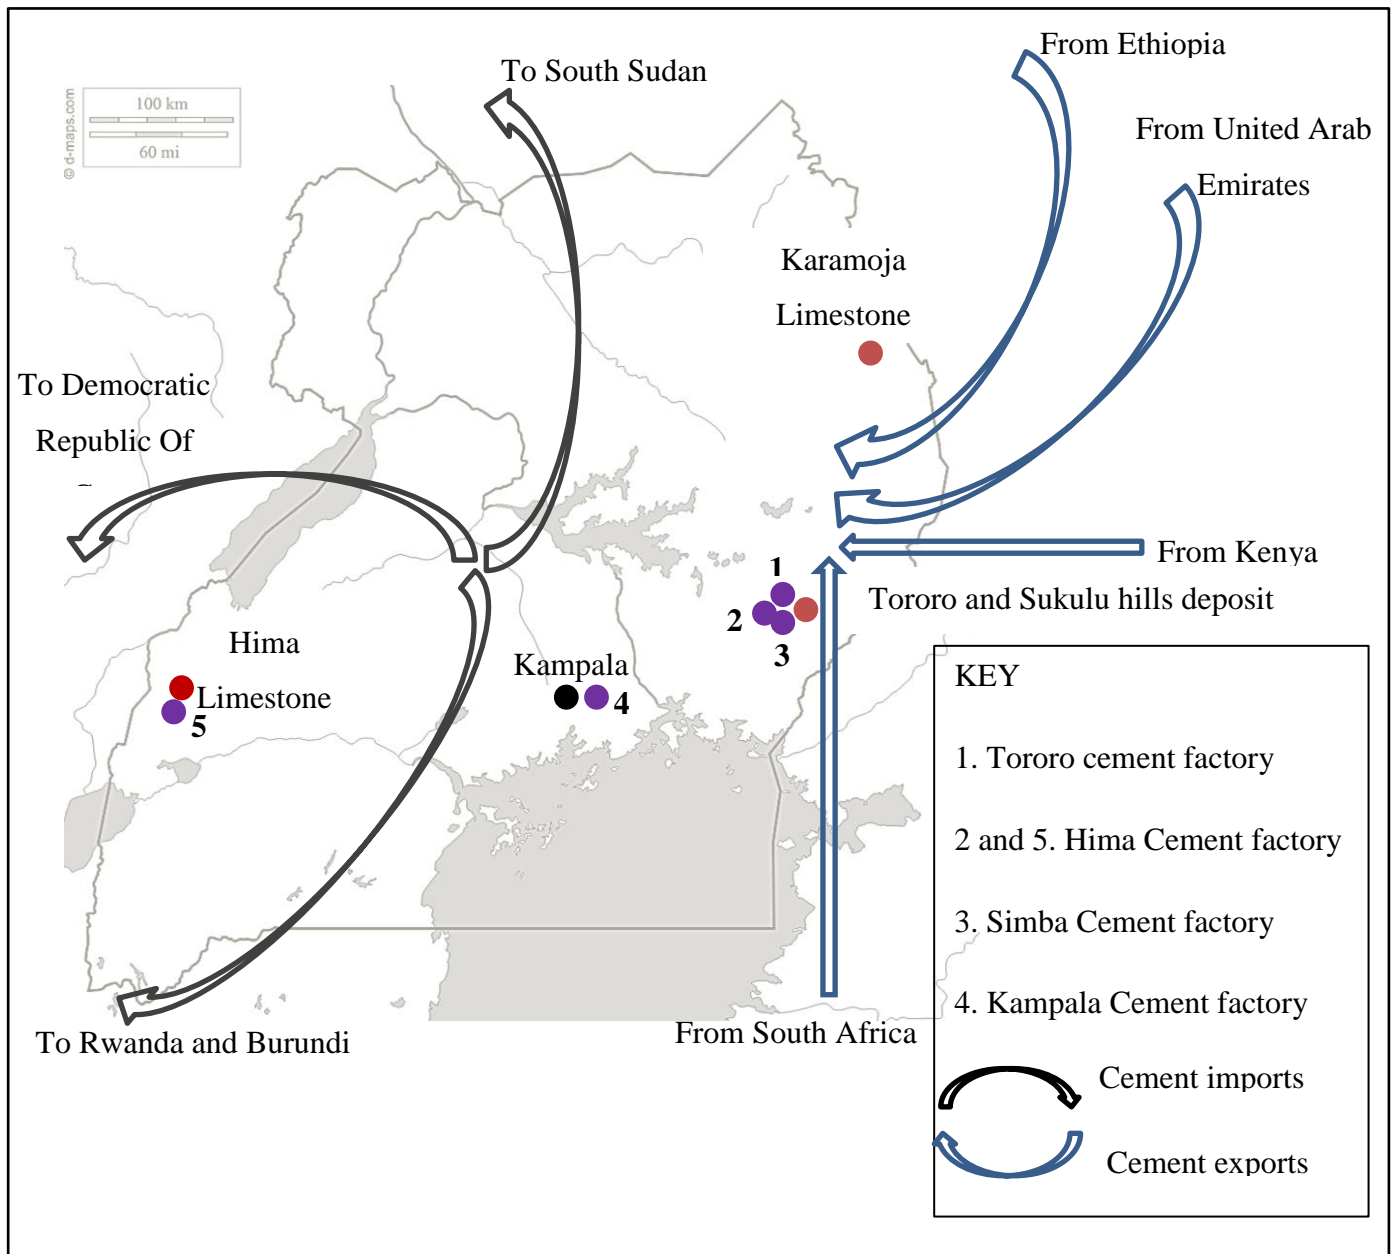 From Ethiopia
To South Sudan
100 km
60 mi
© d-maps.com
From United Arab
Emirates
Karamoja
Limestone
To Democratic
Republic Of
From Kenya
1
2
3
Tororo and Sukulu hills deposit
Hima
Limestone
5
Kampala
4
KEY
1. Tororo cement factory
2 and 5. Hima Cement factory
3. Simba Cement factory
4. Kampala Cement factory
Cement imports
Cement exports
From South Africa
To Rwanda and Burundi